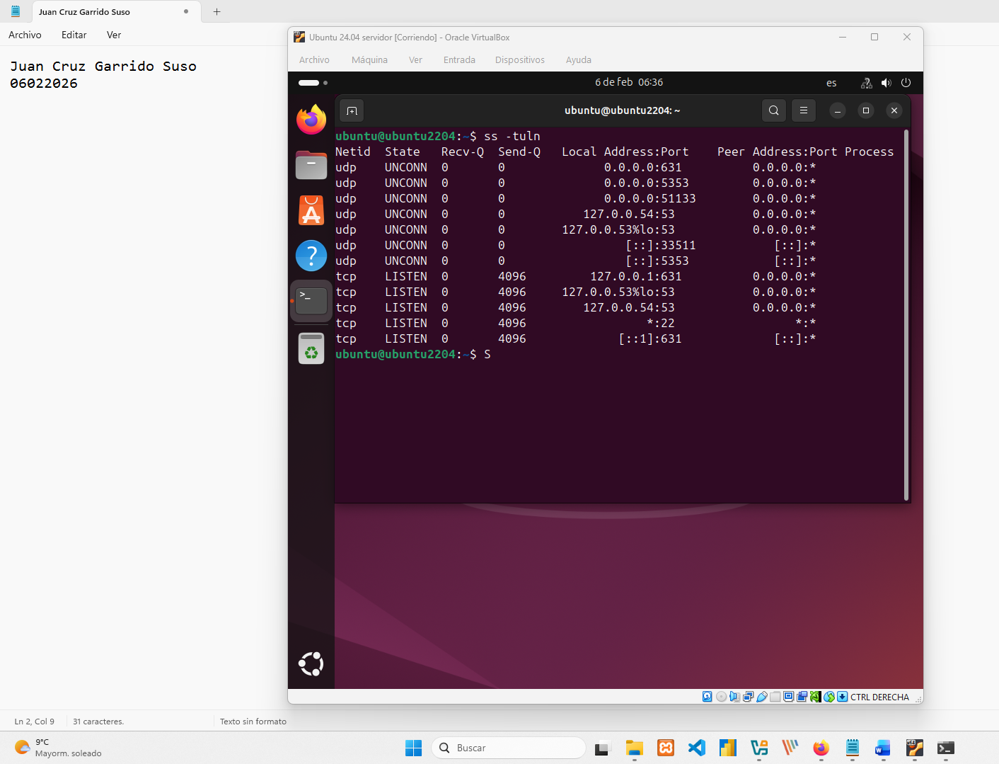 Juan Cruz Garrido Suso
Archivo Editar Ver
Juan Cruz Garrido Suso
06022026
Ubuntu 24.04 servidor [Corriendo] - Oracle VirtualBox
Archivo Máquina Ver Entrada Dispositivos Ayuda
6 de feb 06:36
es
ubuntu@ubuntu2204: ~
ubuntu@ubuntu2204:~$ ss -tuln
Netid State Recv-Q Send-Q Local Address:Port Peer Address:Port Process
udp UNCONN 0 0 0.0.0.0:631 0.0.0.0:*
udp UNCONN 0 0 0.0.0.0:5353 0.0.0.0:*
udp UNCONN 0 0 0.0.0.0:51133 0.0.0.0:*
udp UNCONN 0 0 127.0.0.54:53 0.0.0.0:*
udp UNCONN 0 0 127.0.0.53%lo:53 0.0.0.0:*
udp UNCONN 0 0 [::]:33511 [::]:*
udp UNCONN 0 0 [::]:5353 [::]:*
tcp LISTEN 0 4096 127.0.0.1:631 0.0.0.0:*
tcp LISTEN 0 4096 127.0.0.53%lo:53 0.0.0.0:*
tcp LISTEN 0 4096 127.0.0.54:53 0.0.0.0:*
tcp LISTEN 0 4096 *:22 *:*
tcp LISTEN 0 4096 [::1]:631 [::]:*
ubuntu@ubuntu2204:~$ S
CTRL DERECHA
Ln 2, Col 9 31 caracteres. Texto sin formato
9°C
Mayorm. soleado
Buscar